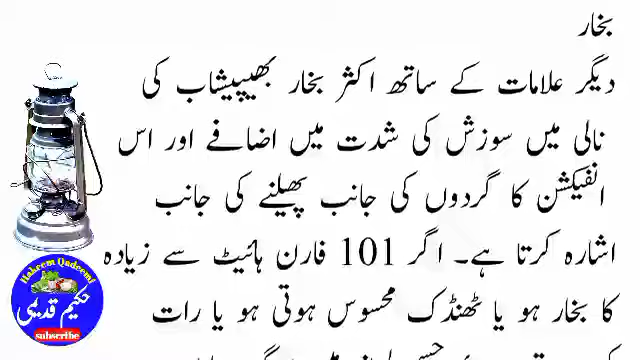 بخار
دیگر علامات کے ساتھ اکثر بخار بھیپیشاب کی
نالی میں سوزش کی شدت میں اضافے اور اس
انفیکشن کا گردوں کی جانب پھیلنے کی جانب
اشارہ کرتا ہے۔ اگر 101 فارن ہائیٹ سے زیادہ
کا بخار ہو یا ٹھنڈک محسوس ہوتی ہو یا رات
Hakeem Qadeemi
حکیم قدیمی
subscribe